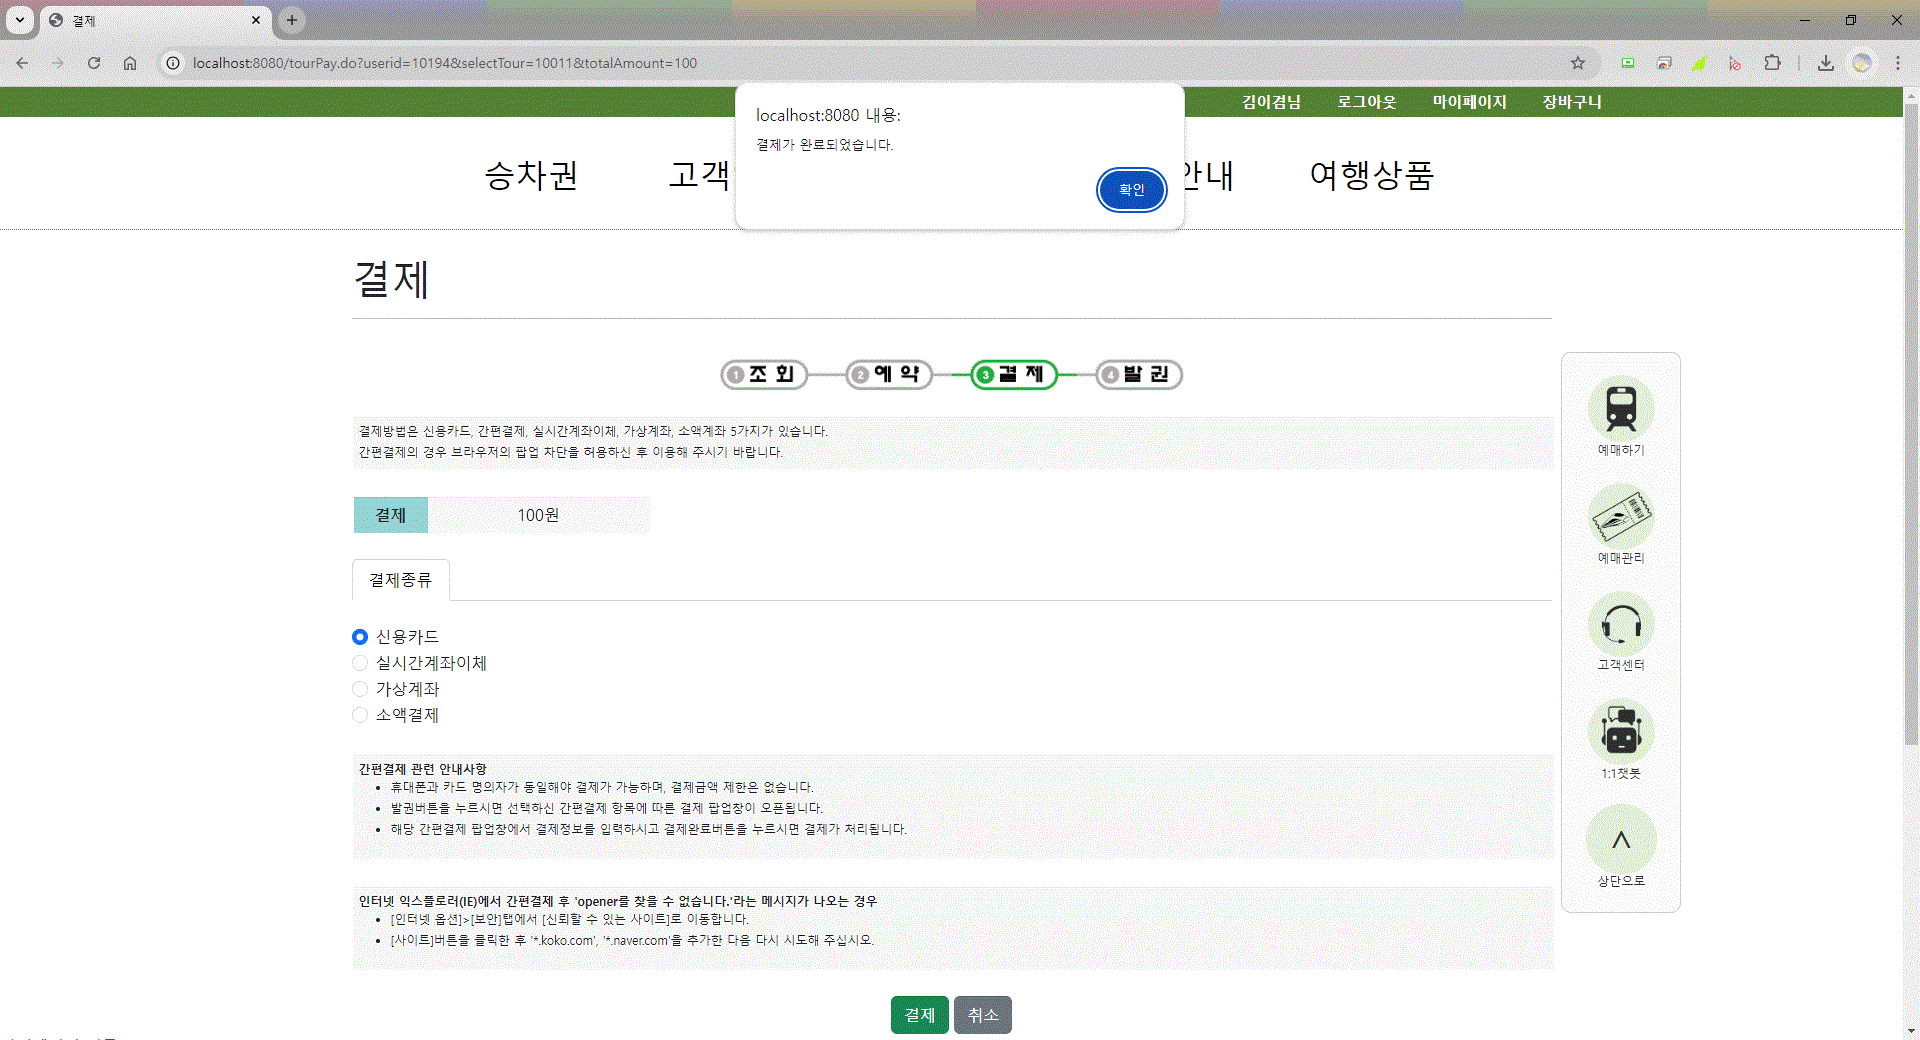 결제
localhost:8080/tourPay.do?userid=10194&selectTour=10011&totalAmount=100
김이겸님 로그아웃 마이페이지 장바구니
localhost:8080 내용:
결제가 완료되었습니다.
확인
승차권 고객 안내 여행상품
결제
1 조회 2 예약 3 결제 4 발권
결제방법은 신용카드, 간편결제, 실시간계좌이체, 가상계좌, 소액계좌 5가지가 있습니다.
간편결제의 경우 브라우저의 팝업 차단을 허용하신 후 이용해 주시기 바랍니다.
결제 100원
결제종류
신용카드
실시간계좌이체
가상계좌
소액결제
간편결제 관련 안내사항
휴대폰과 카드 명의자가 동일해야 결제가 가능하며, 결제금액 제한은 없습니다.
발권버튼을 누르시면 선택하신 간편결제 항목에 따른 결제 팝업창이 오픈됩니다.
해당 간편결제 팝업창에서 결제정보를 입력하시고 결제완료버튼을 누르시면 결제가 처리됩니다.
인터넷 익스플로러(IE)에서 간편결제 후 'opener를 찾을 수 없습니다.'라는 메시지가 나오는 경우
[인터넷 옵션]>[보안]탭에서 [신뢰할 수 있는 사이트]로 이동합니다.
[사이트]버튼을 클릭한 후 '*.koko.com', '*.naver.com'을 추가한 다음 다시 시도해 주십시오.
결제 취소
예매하기
예매관리
고객센터
1:1챗봇
상단으로